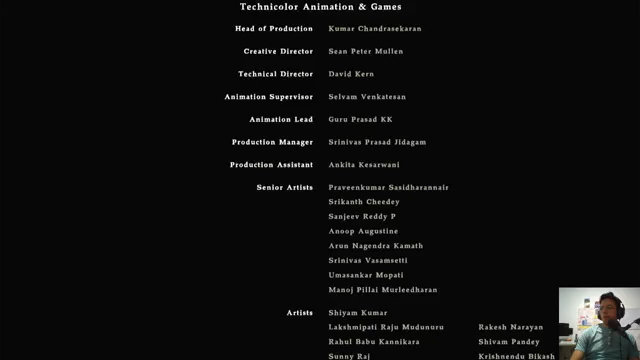 Technicolor Animation & Games
Head of Production Kumar Chandrasekaran
Creative Director Sean Peter Mullen
Technical Director David Kern
Animation Supervisor Selvam Venkatesan
Animation Lead Guru Prasad KK
Production Manager Srinivas Prasad Jidagam
Production Assistant Ankita Kesarwani
Senior Artists Praveenkumar Sasidharannair
Srikanth Cheedey
Sanjeev Reddy P
Anoop Augustine
Arun Nagendra Kamath
Srinivas Vasamsetti
Umasankar Mopati
Manoj Pillai Murleedharan
Artists Shiyam Kumar
Lakshmipati Raju Mudunuru Rakesh Narayan
Rahul Babu Kannikara Shivam Pandey
Sunny Raj Krishnendu Bikash